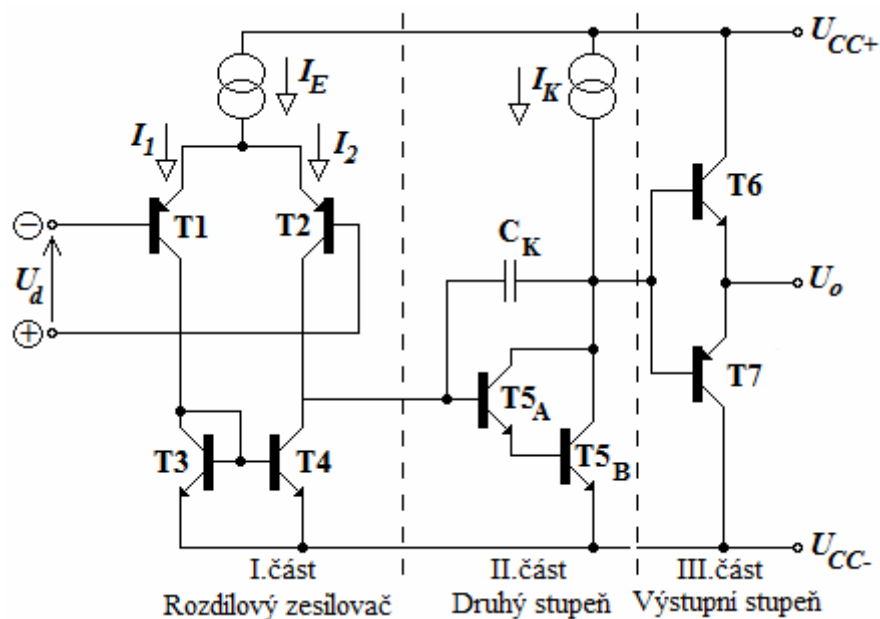 U_CC+
I_E
I_K
I_1
I_2
T1
T2
T6
−
C_K
U_d
U_o
+
T5_A
T7
T3
T4
T5_B
U_CC-
I.část
II.část
III.část
Rozdílový zesilovač
Druhý stupeň
Výstupní stupeň